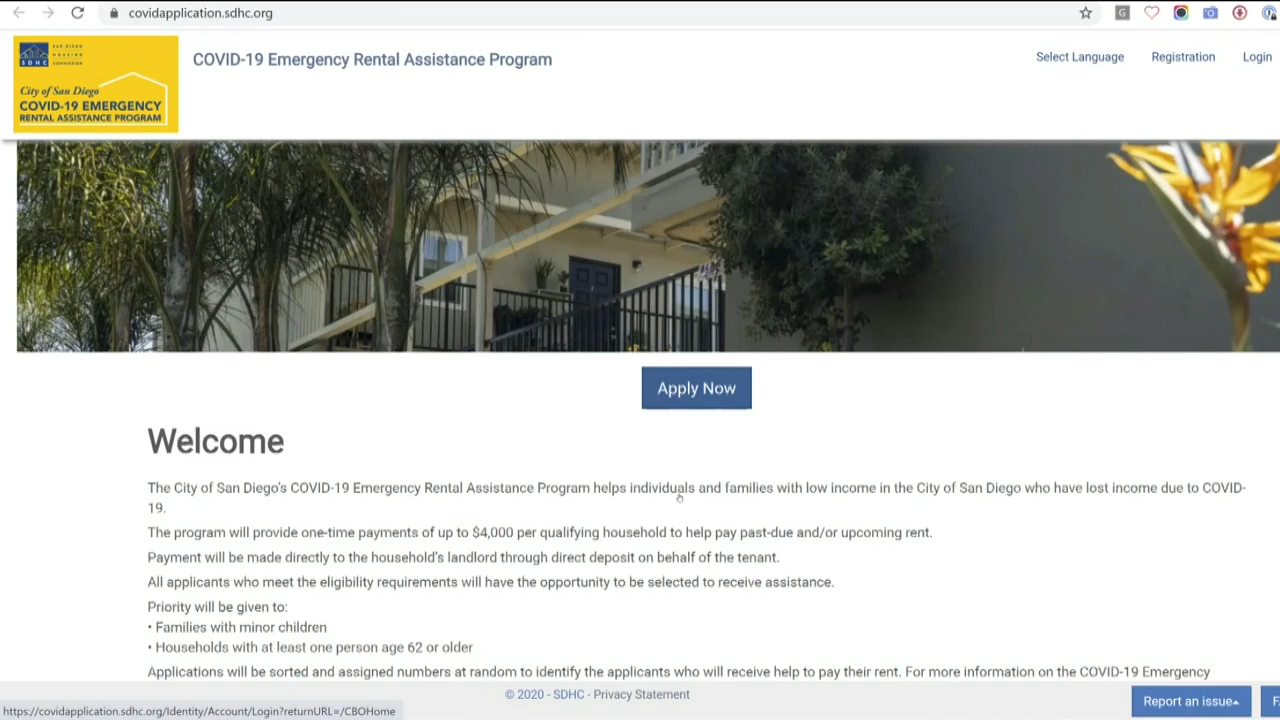 covidapplication.sdhc.org
SAN DIEGO
HOUSING
COMMISSION
SDHC
City of San Diego
COVID-19 EMERGENCY
RENTAL ASSISTANCE PROGRAM
COVID-19 Emergency Rental Assistance Program
Select Language
Registration
Login
Apply Now
Welcome
The City of San Diego's COVID-19 Emergency Rental Assistance Program helps individuals and families with low income in the City of San Diego who have lost income due to COVID-
19.
The program will provide one-time payments of up to $4,000 per qualifying household to help pay past-due and/or upcoming rent.
Payment will be made directly to the household's landlord through direct deposit on behalf of the tenant.
All applicants who meet the eligibility requirements will have the opportunity to be selected to receive assistance.
Priority will be given to:
• Families with minor children
• Households with at least one person age 62 or older
Applications will be sorted and assigned numbers at random to identify the applicants who will receive help to pay their rent. For more information on the COVID-19 Emergency
© 2020 - SDHC - Privacy Statement
Report an issue
F
https://covidapplication.sdhc.org/Identity/Account/Login?returnURL=/CBOHome